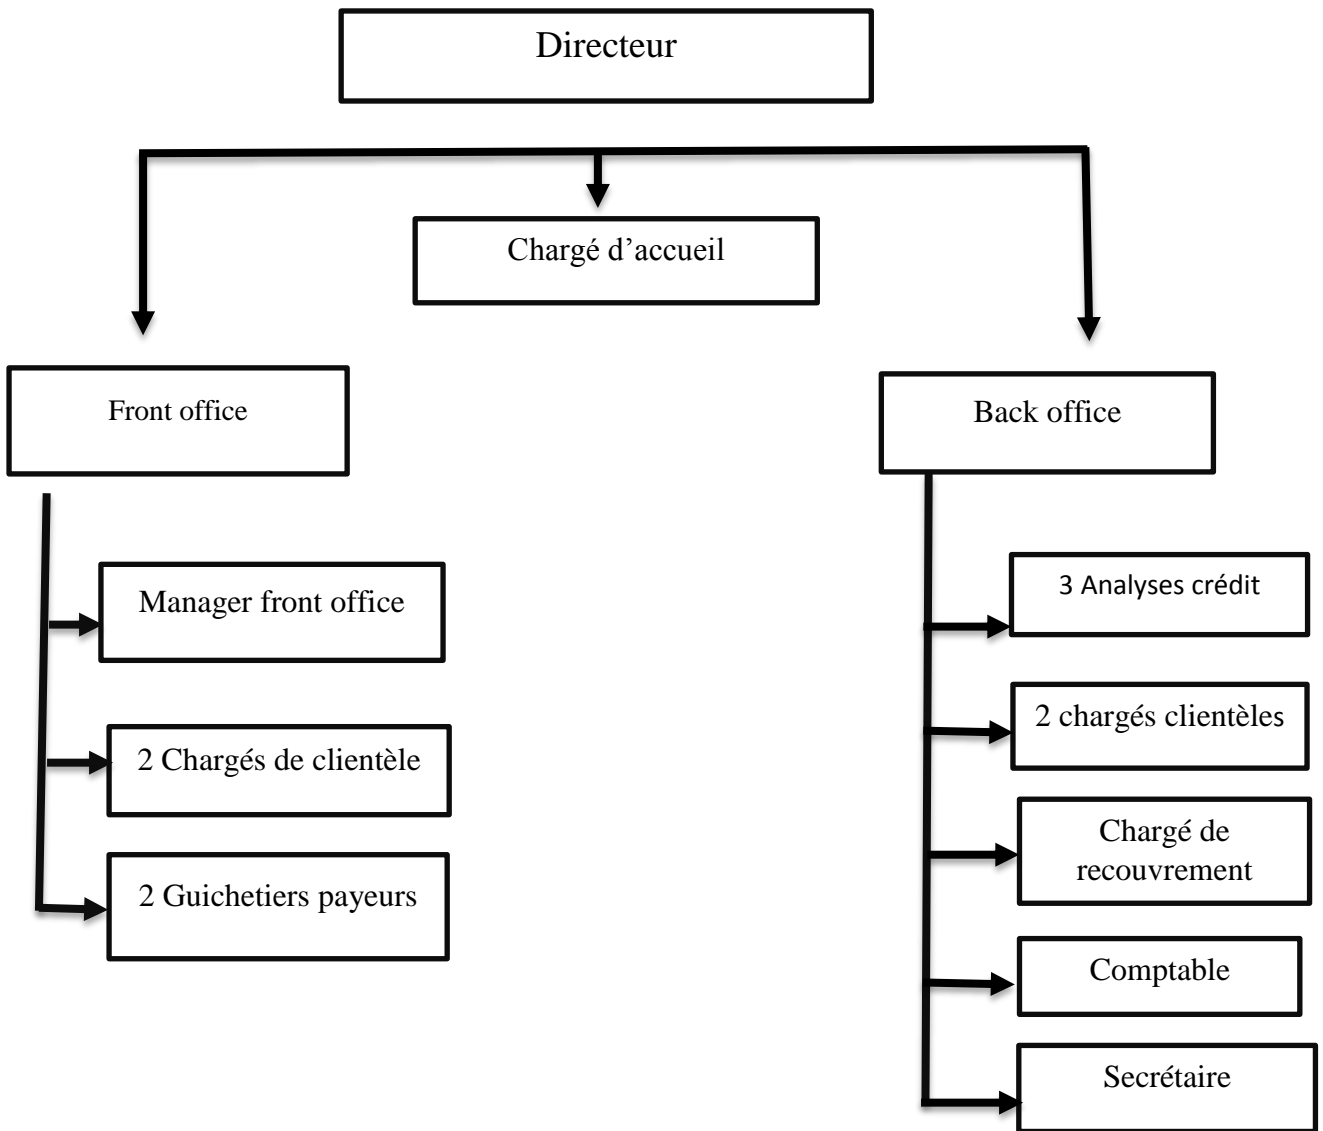 Directeur
Chargé d’accueil
Front office
Back office
Manager front office
2 Chargés de clientèle
2 Guichetiers payeurs
3 Analyses crédit
2 chargés clientèles
Chargé de
recouvrement
Comptable
Secrétaire